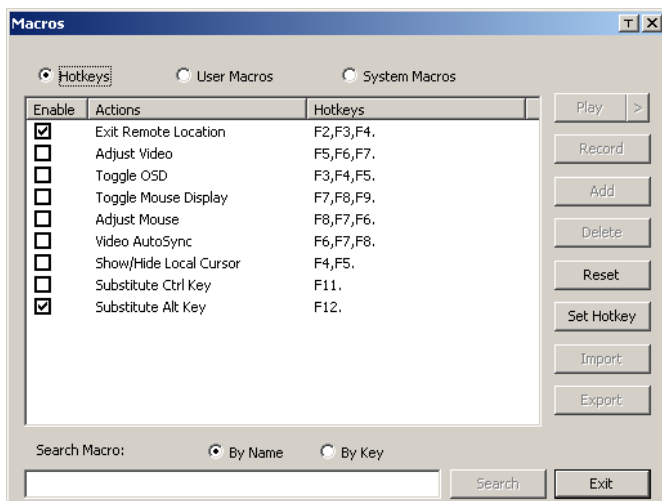 Macros
T X
Hotkeys User Macros System Macros
Enable Actions Hotkeys
Exit Remote Location F2,F3,F4.
Adjust Video F5,F6,F7.
Toggle OSD F3,F4,F5.
Toggle Mouse Display F7,F8,F9.
Adjust Mouse F8,F7,F6.
Video AutoSync F6,F7,F8.
Show/Hide Local Cursor F4,F5.
Substitute Ctrl Key F11.
Substitute Alt Key F12.
Play >
Record
Add
Delete
Reset
Set Hotkey
Import
Export
Search Macro: By Name By Key
Search Exit